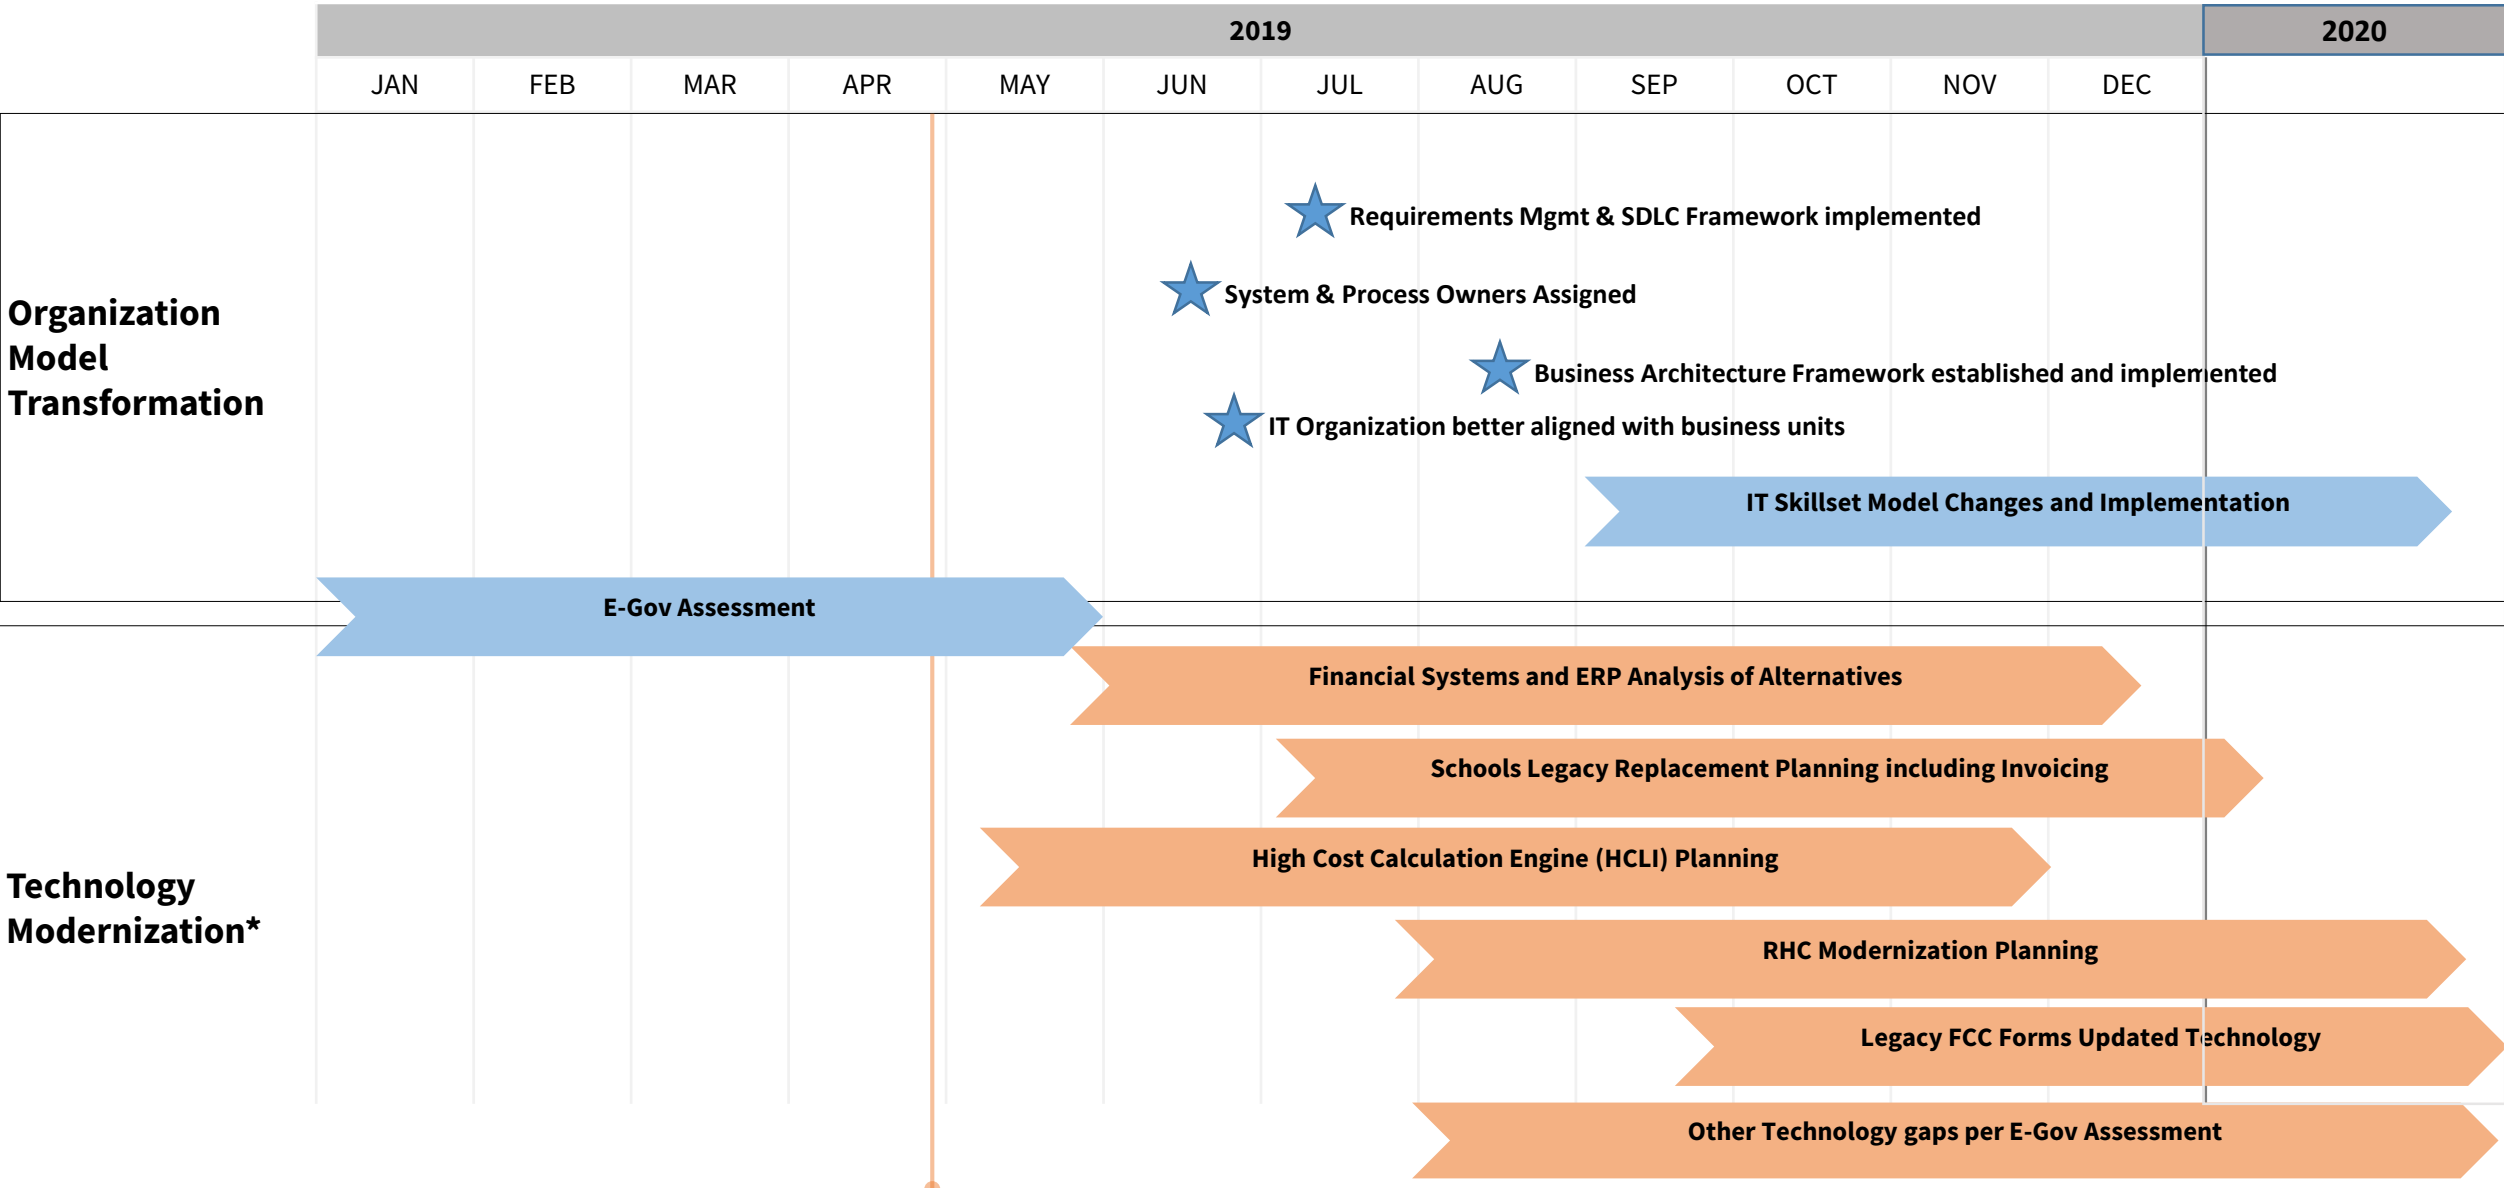 2019
2020
JAN
FEB
MAR
APR
MAY
JUN
JUL
AUG
SEP
OCT
NOV
DEC
Organization
Model
Transformation
Requirements Mgmt & SDLC Framework implemented
System & Process Owners Assigned
Business Architecture Framework established and implemented
IT Organization better aligned with business units
IT Skillset Model Changes and Implementation
E-Gov Assessment
Technology
Modernization*
Financial Systems and ERP Analysis of Alternatives
Schools Legacy Replacement Planning including Invoicing
High Cost Calculation Engine (HCLI) Planning
RHC Modernization Planning
Legacy FCC Forms Updated Technology
Other Technology gaps per E-Gov Assessment